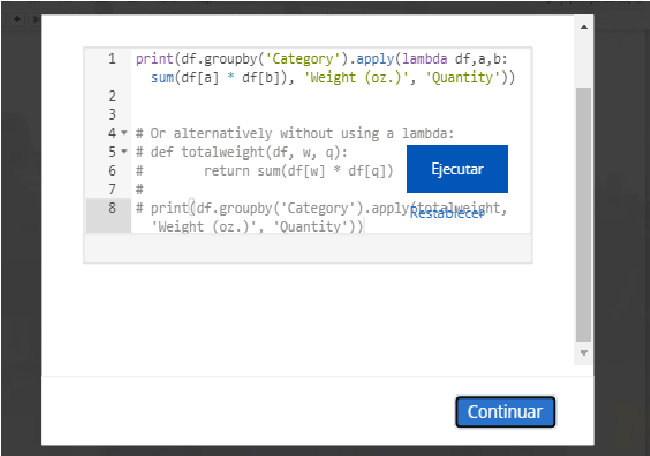 1 print(df.groupby('Category').apply(lambda df,a,b:
sum(df[a] * df[b]), 'Weight (oz.)', 'Quantity'))
2
3
4 # Or alternatively without using a lambda:
5 # def totalweight(df, w, q):
6 #        return sum(df[w] * df[q])
7 #
8 # print(df.groupby('Category').apply(totalweight,
'Weight (oz.)', 'Quantity'))
Ejecutar
Restablecer
Continuar